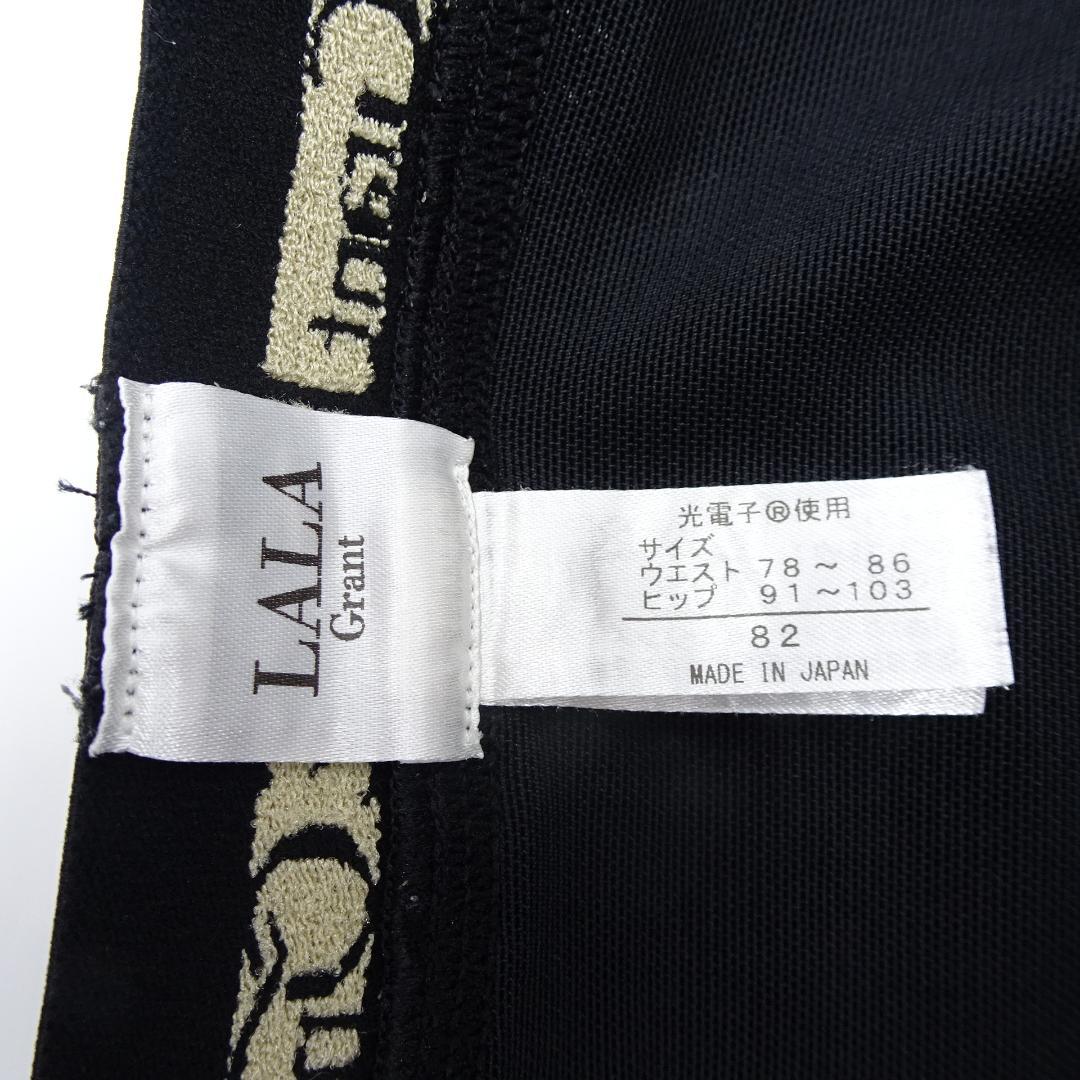 LALA
Grant
光電子®使用
サイズ
ウエスト 78～ 86
ヒップ 91～103
82
MADE IN JAPAN